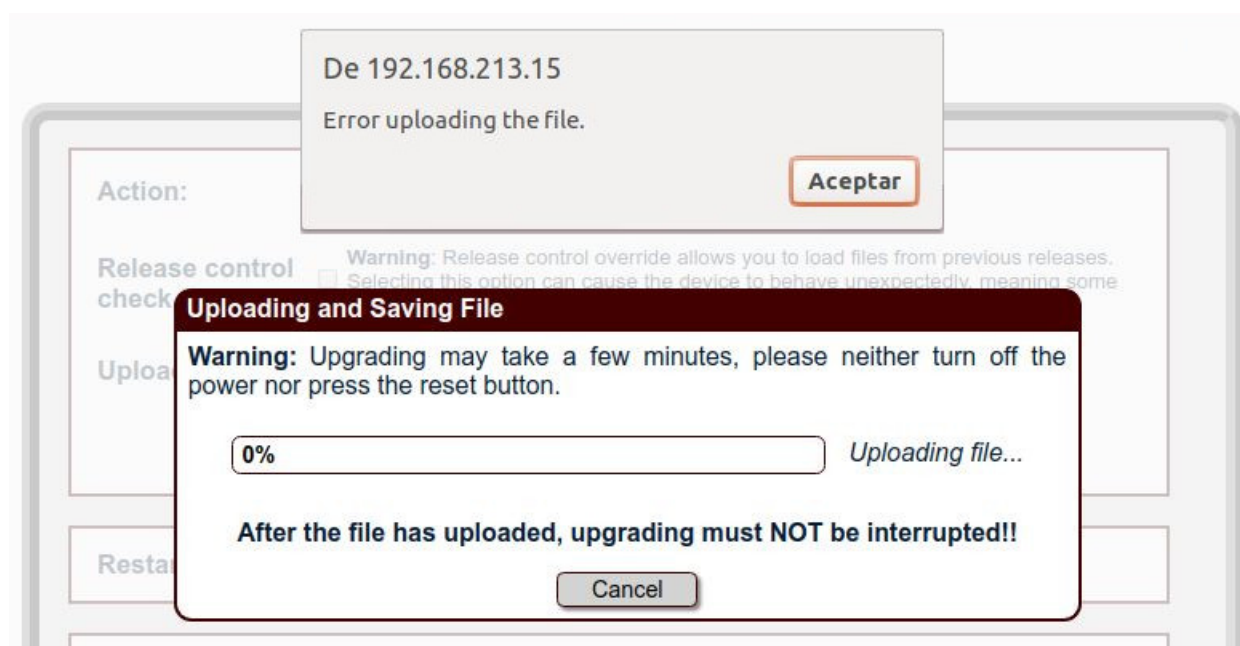 De 192.168.213.15
Error uploading the file.
Aceptar
Action:
Release control
check
Warning: Release control override allows you to load files from previous releases.
Selecting this option can cause the device to behave unexpectedly, meaning some
Uploading and Saving File
Warning: Upgrading may take a few minutes, please neither turn off the
power nor press the reset button.
Uploa
0%
Uploading file...
After the file has uploaded, upgrading must NOT be interrupted!!
Restar
Cancel